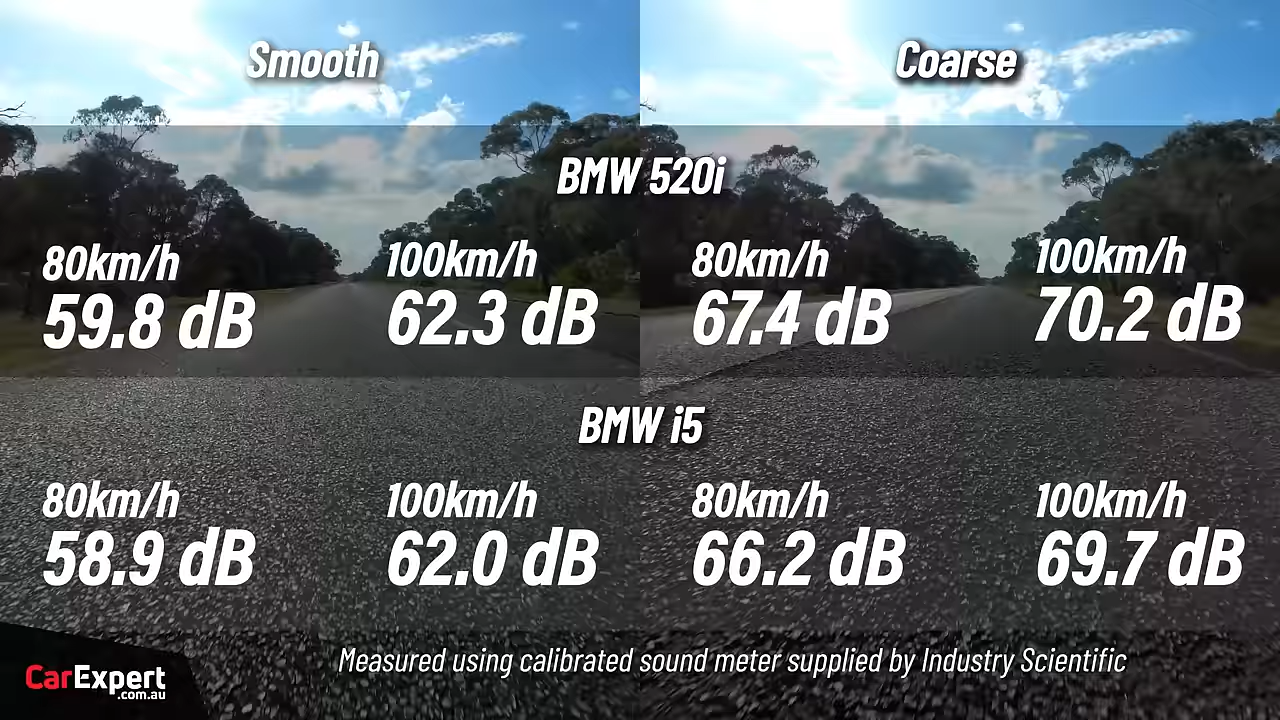 Smooth
Coarse
BMW 520i
80km/h
100km/h
80km/h
100km/h
59.8 dB
62.3 dB
67.4 dB
70.2 dB
BMW i5
80km/h
100km/h
80km/h
100km/h
58.9 dB
62.0 dB
66.2 dB
69.7 dB
Measured using calibrated sound meter supplied by Industry Scientific
CarExpert
.com.au